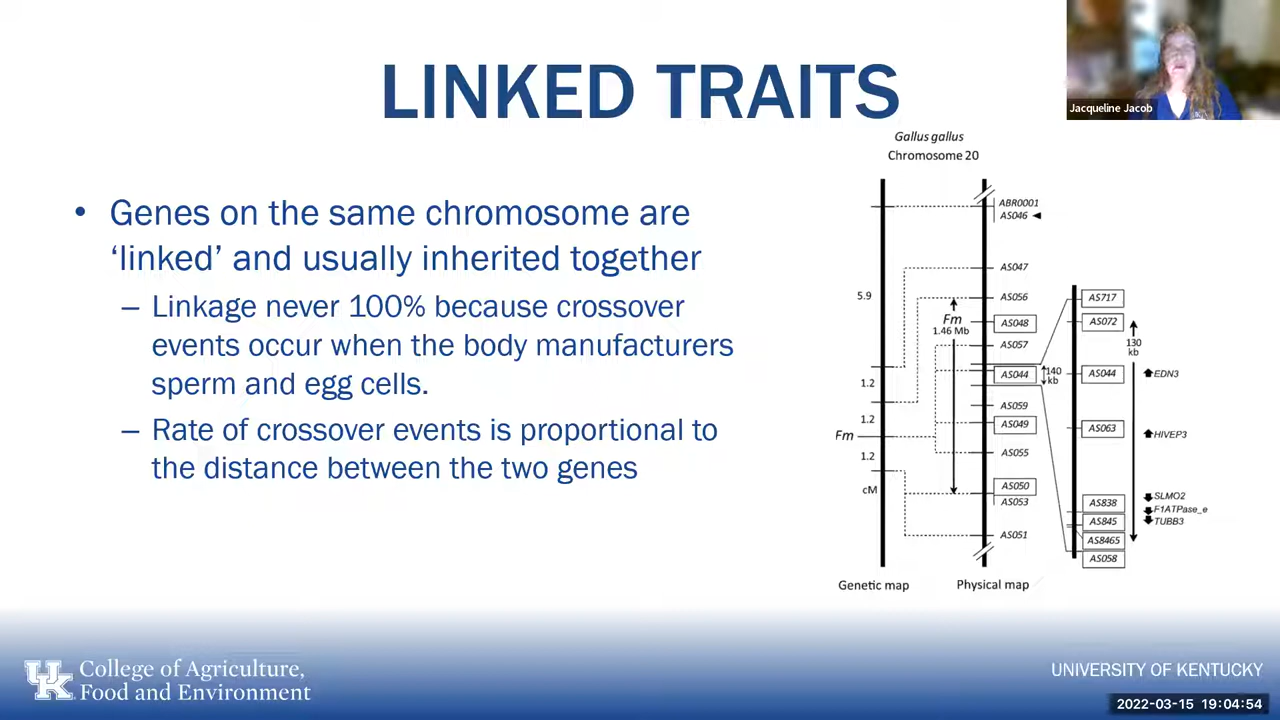 LINKED TRAITS
Jacqueline Jacob
• Genes on the same chromosome are
‘linked’ and usually inherited together
– Linkage never 100% because crossover
events occur when the body manufacturers
sperm and egg cells.
– Rate of crossover events is proportional to
the distance between the two genes
Gallus gallus
Chromosome 20
5.9
1.2
1.2
Fm
1.2
cM
Genetic map
ABR0001
AS046
AS047
AS056
Fm
1.46 Mb
AS048
AS057
AS044
140
kb
AS059
AS049
AS055
AS050
AS053
AS051
Physical map
AS717
AS072
130
kb
AS044
EDN3
AS063
HIVEP3
AS838
SLMO2
F1ATPase_e
AS845
TUBB3
AS8465
AS058
UK College of Agriculture,
Food and Environment
UNIVERSITY OF KENTUCKY
2022-03-15 19:04:54